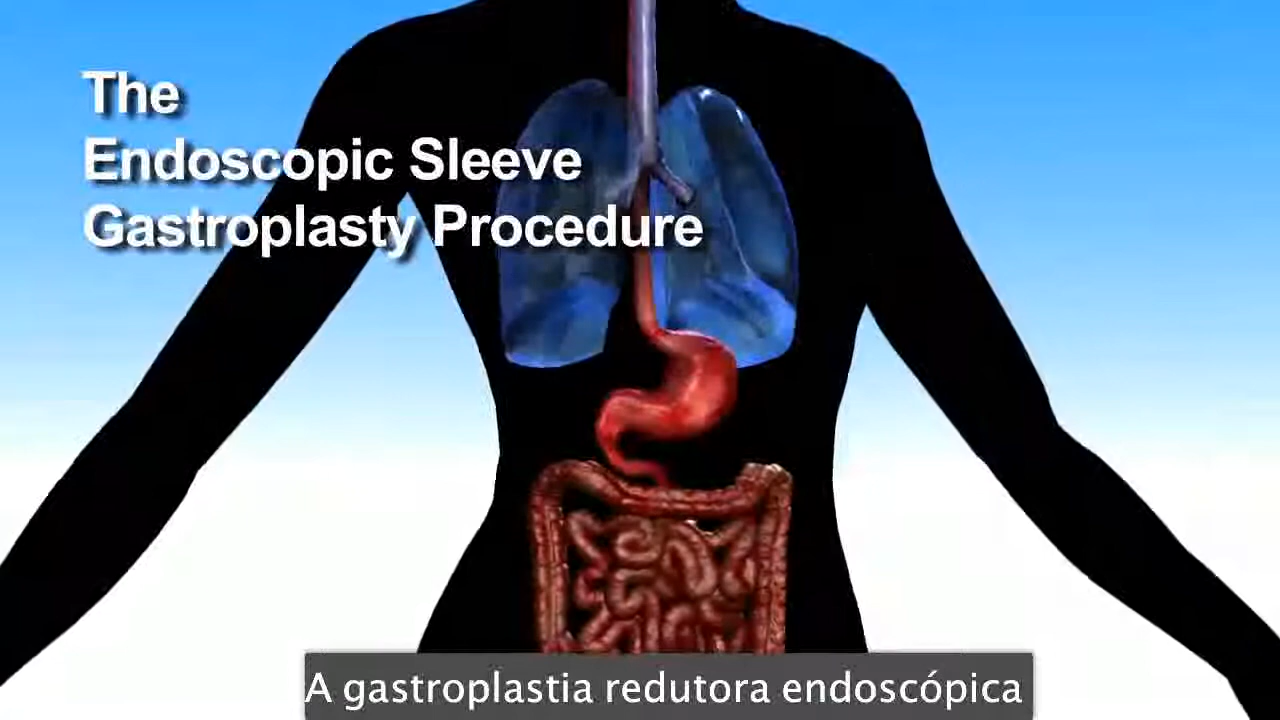 The
Endoscopic Sleeve
Gastroplasty Procedure
A gastroplastia redutora endoscópica